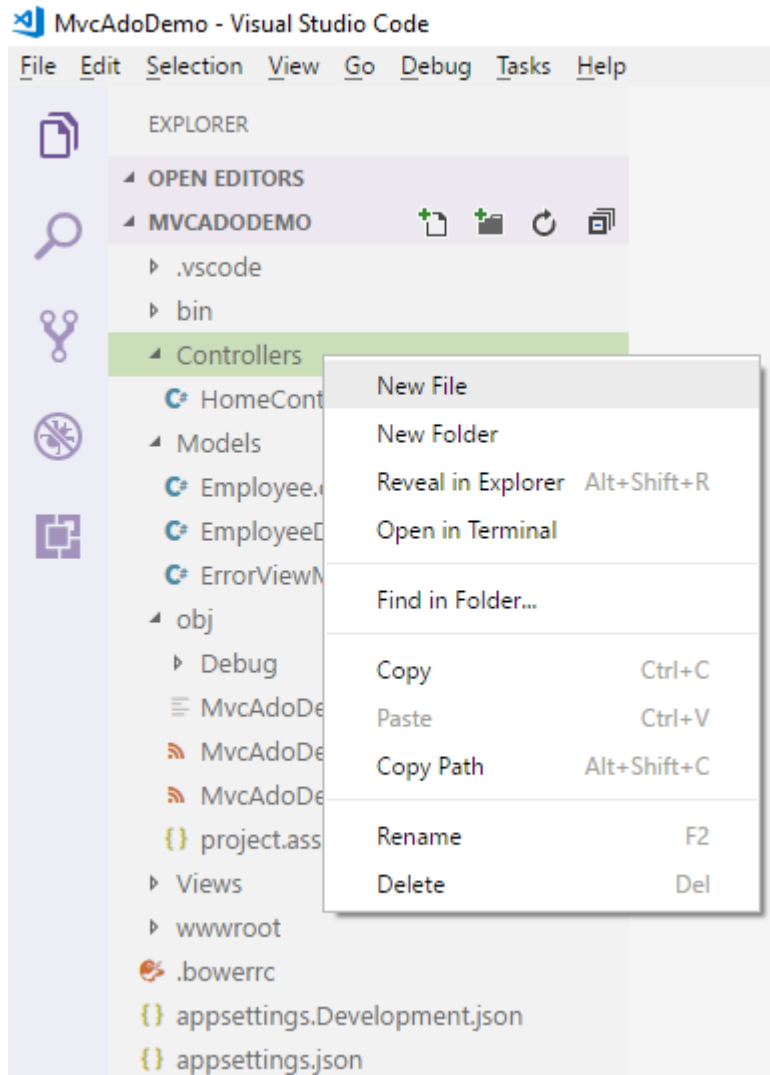 MvcAdoDemo - Visual Studio Code
File Edit Selection View Go Debug Tasks Help
EXPLORER
OPEN EDITORS
MVCADODEMO
.vscode
bin
Controllers
HomeCont
Models
Employee.
EmployeeD
ErrorView
obj
Debug
MvcAdoDe
MvcAdoDe
MvcAdoDe
project.ass
Views
wwwroot
.bowerrc
appsettings.Development.json
appsettings.json
New File
New Folder
Reveal in Explorer Alt+Shift+R
Open in Terminal
Find in Folder...
Copy Ctrl+C
Paste Ctrl+V
Copy Path Alt+Shift+C
Rename F2
Delete Del